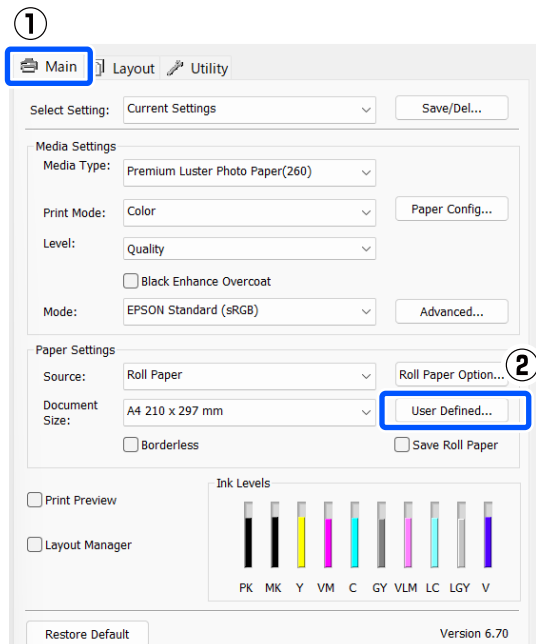 ①
Main Layout Utility
Select Setting: Current Settings Save/Del...
Media Settings
Media Type: Premium Luster Photo Paper(260)
Print Mode: Color Paper Config...
Level: Quality
Black Enhance Overcoat
Mode: EPSON Standard (sRGB) Advanced...
Paper Settings
②
Source: Roll Paper Roll Paper Option...
Document
Size: A4 210 x 297 mm User Defined...
Borderless Save Roll Paper
Ink Levels
Print Preview
Layout Manager
PK MK Y VM C GY VLM LC LGY V
Restore Default Version 6.70